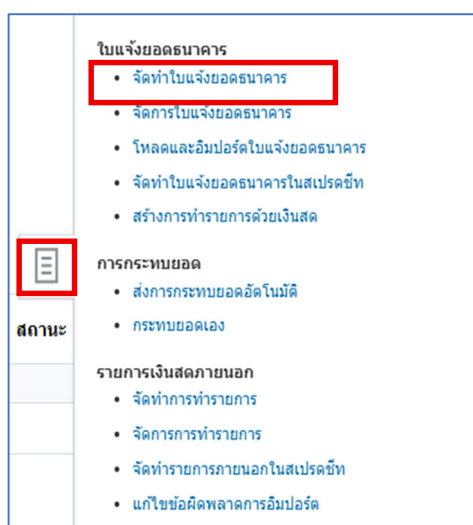 ใบแจ้งยอดธนาคาร
• จัดทำใบแจ้งยอดธนาคาร
• จัดการใบแจ้งยอดธนาคาร
• โหลดและอิมปอร์ตใบแจ้งยอดธนาคาร
• จัดทำใบแจ้งยอดธนาคารในสเปรดชีท
• สร้างการทำรายการด้วยเงินสด
การกระทบยอด
• ส่งการกระทบยอดอัตโนมัติ
สถานะ
• กระทบยอดเอง
รายการเงินสดภายนอก
• จัดทำการทำรายการ
• จัดการการทำรายการ
• จัดทำรายการภายนอกในสเปรดชีท
• แก้ไขข้อผิดพลาดการอิมปอร์ต